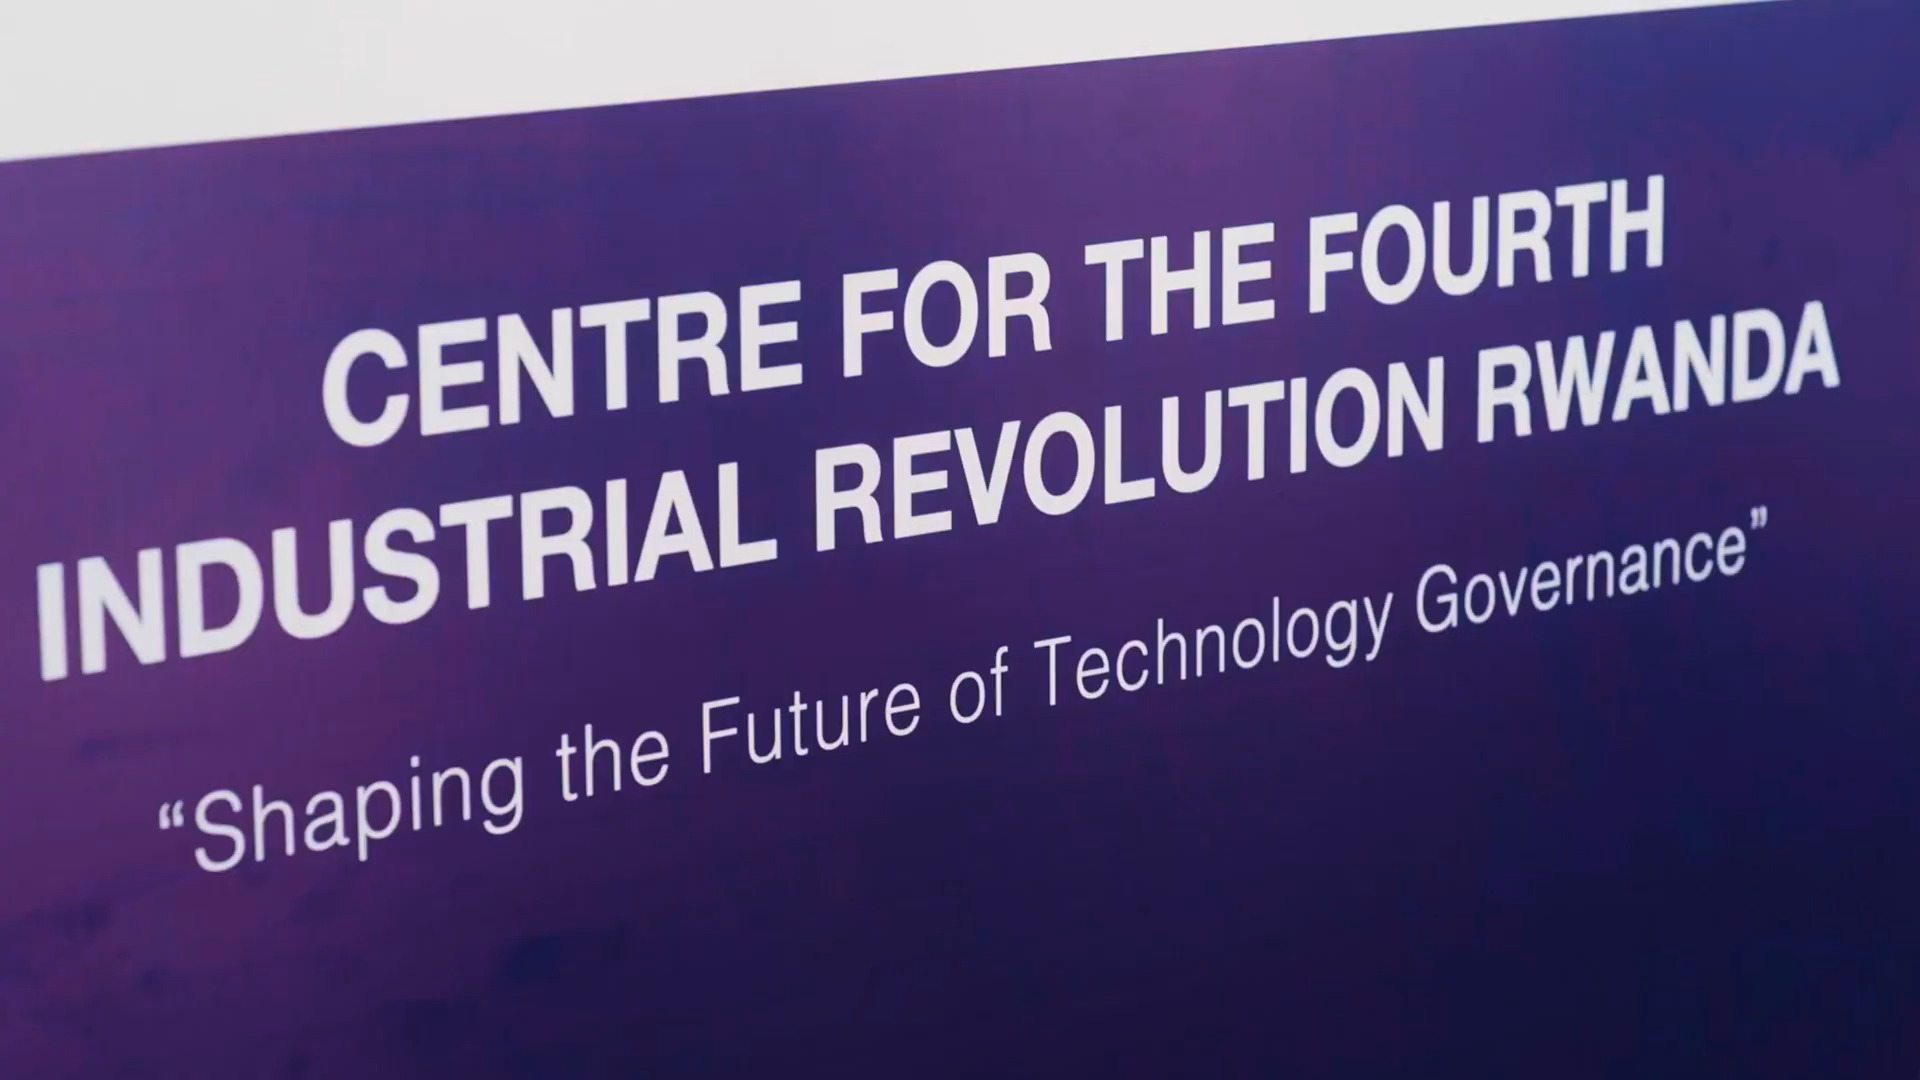 CENTRE FOR THE FOURTH
INDUSTRIAL REVOLUTION RWANDA
“Shaping the Future of Technology Governance”